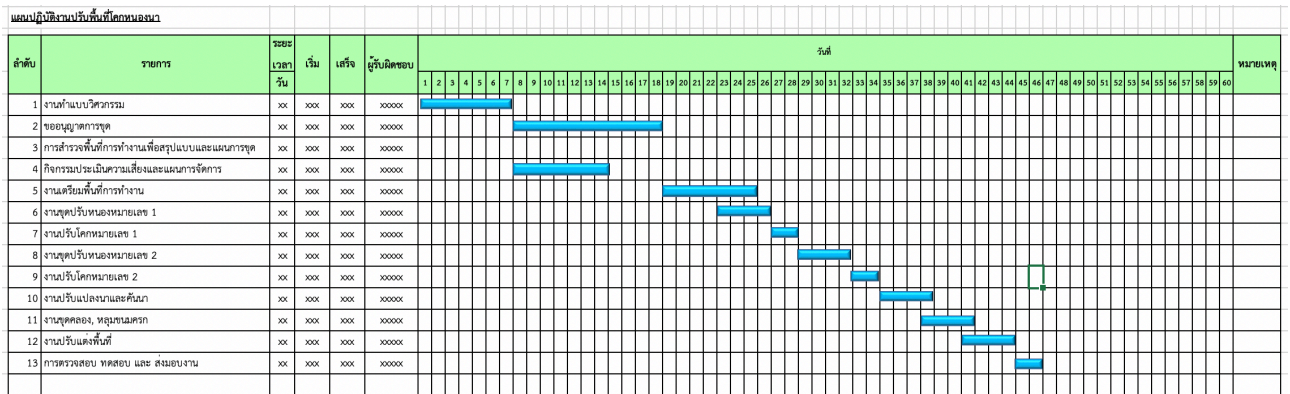 แผนปฏิบัติงานปรับพื้นที่โคกหนองนา
ลำดับ รายการ ระยะ เวลา วัน เริ่ม เสร็จ ผู้รับผิดชอบ วันที่ หมายเหตุ
1 2 3 4 5 6 7 8 9 10 11 12 13 14 15 16 17 18 19 20 21 22 23 24 25 26 27 28 29 30 31 32 33 34 35 36 37 38 39 40 41 42 43 44 45 46 47 48 49 50 51 52 53 54 55 56 57 58 59 60
1 งานทำแบบวิศวกรรม xx xxx xxx xxxxx
2 ขออนุญาตการขุด xx xxx xxx xxxxx
3 การสำรวจพื้นที่การทำงานเพื่อสรุปแบบและแผนการขุด xx xxx xxx xxxxx
4 กิจกรรมประเมินความเสี่ยงและแผนการจัดการ xx xxx xxx xxxxx
5 งานเตรียมพื้นที่การทำงาน xx xxx xxx xxxxx
6 งานขุดปรับหนองหมายเลข 1 xx xxx xxx xxxxx
7 งานปรับโคกหมายเลข 1 xx xxx xxx xxxxx
8 งานขุดปรับหนองหมายเลข 2 xx xxx xxx xxxxx
9 งานปรับโคกหมายเลข 2 xx xxx xxx xxxxx
10 งานปรับแปลงนาและคันนา xx xxx xxx xxxxx
11 งานขุดคลอง, หลุมขนมครก xx xxx xxx xxxxx
12 งานปรับแต่งพื้นที่ xx xxx xxx xxxxx
13 การตรวจสอบ ทดสอบ และ ส่งมอบงาน xx xxx xxx xxxxx